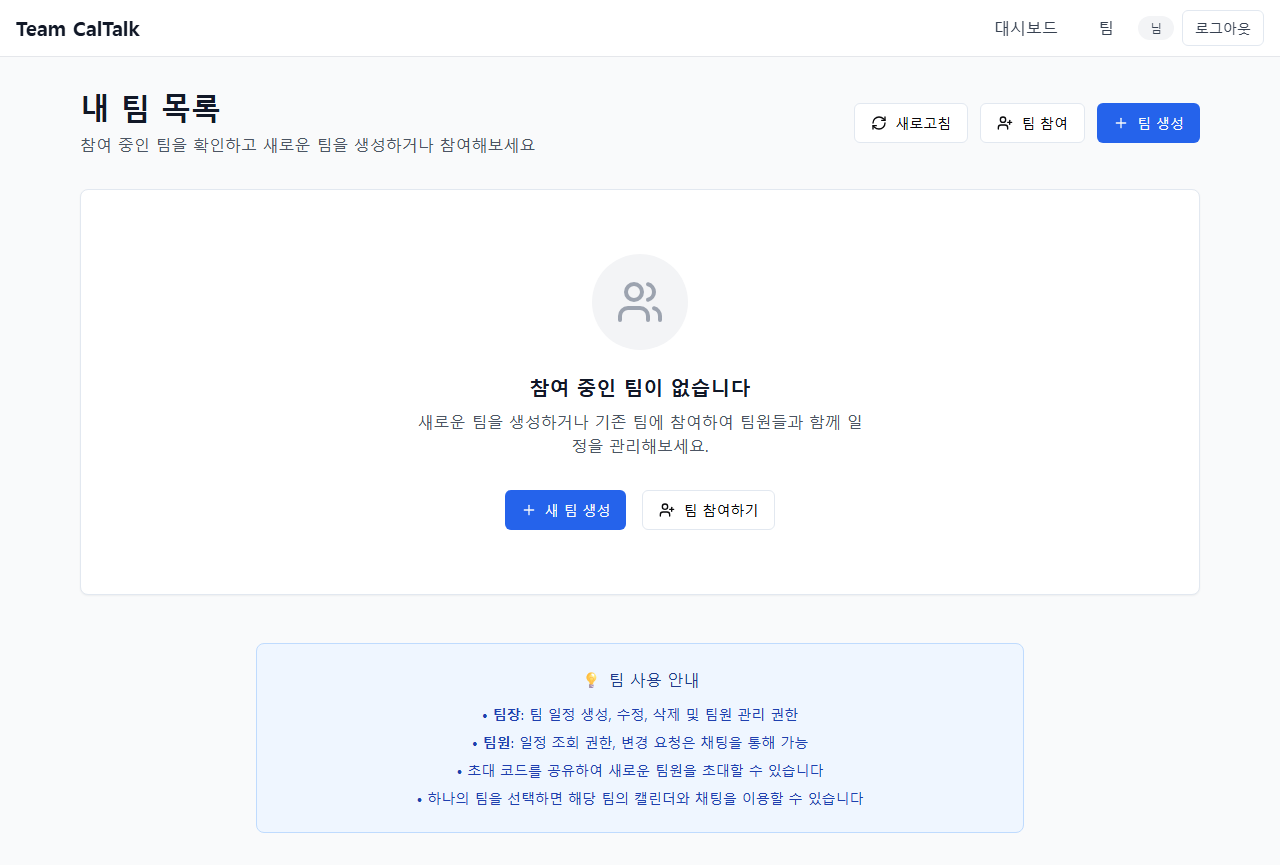 Team CalTalk
대시보드
팀
님
로그아웃
내 팀 목록
참여 중인 팀을 확인하고 새로운 팀을 생성하거나 참여해보세요
새로고침
팀 참여
+ 팀 생성
참여 중인 팀이 없습니다
새로운 팀을 생성하거나 기존 팀에 참여하여 팀원들과 함께 일
정을 관리해보세요.
+ 새 팀 생성
팀 참여하기
💡 팀 사용 안내
• 팀장: 팀 일정 생성, 수정, 삭제 및 팀원 관리 권한
• 팀원: 일정 조회 권한, 변경 요청은 채팅을 통해 가능
• 초대 코드를 공유하여 새로운 팀원을 초대할 수 있습니다
• 하나의 팀을 선택하면 해당 팀의 캘린더와 채팅을 이용할 수 있습니다